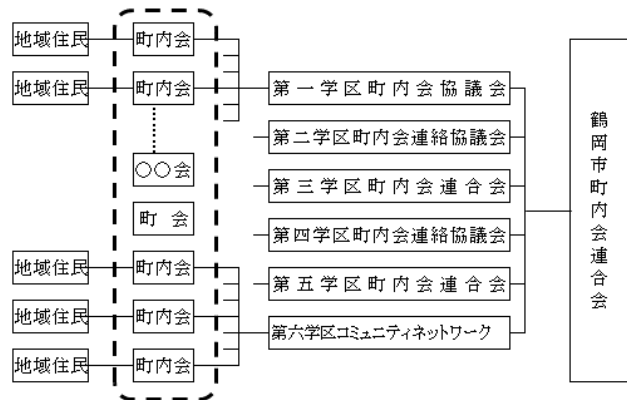 地域住民
町内会
地域住民
町内会
第一学区町内会協議会
第二学区町内会連絡協議会
○○会
第三学区町内会連合会
町会
第四学区町内会連絡協議会
地域住民
町内会
第五学区町内会連合会
地域住民
町内会
第六学区コミュニティネットワーク
地域住民
町内会
鶴岡市町内会連合会